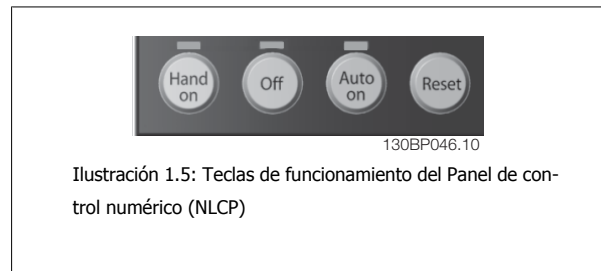 Hand
on
Off
Auto
on
Reset
130BP046.10
Ilustración 1.5: Teclas de funcionamiento del Panel de con-
trol numérico (NLCP)